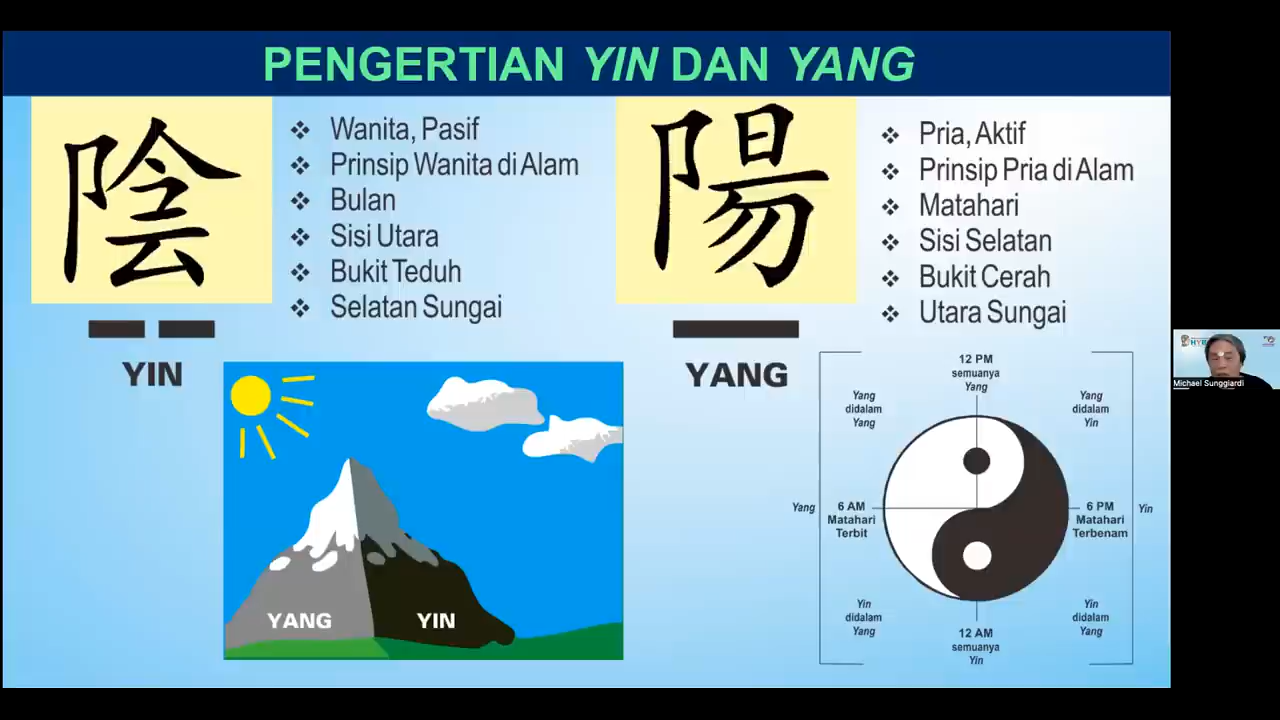 PENGERTIAN YIN DAN YANG
陰
Wanita, Pasif
Prinsip Wanita di Alam
Bulan
Sisi Utara
Bukit Teduh
Selatan Sungai
YIN
陽
Pria, Aktif
Prinsip Pria di Alam
Matahari
Sisi Selatan
Bukit Cerah
Utara Sungai
YANG
YANG
YIN
12 PM
semuanya
Yang
Yang
didalam
Yang
Yang
didalam
Yin
Yang
6 AM
Matahari
Terbit
6 PM
Matahari
Terbenam
Yin
Yin
didalam
Yang
12 AM
semuanya
Yin
Yin
didalam
Yang
Michael Sunggiardi